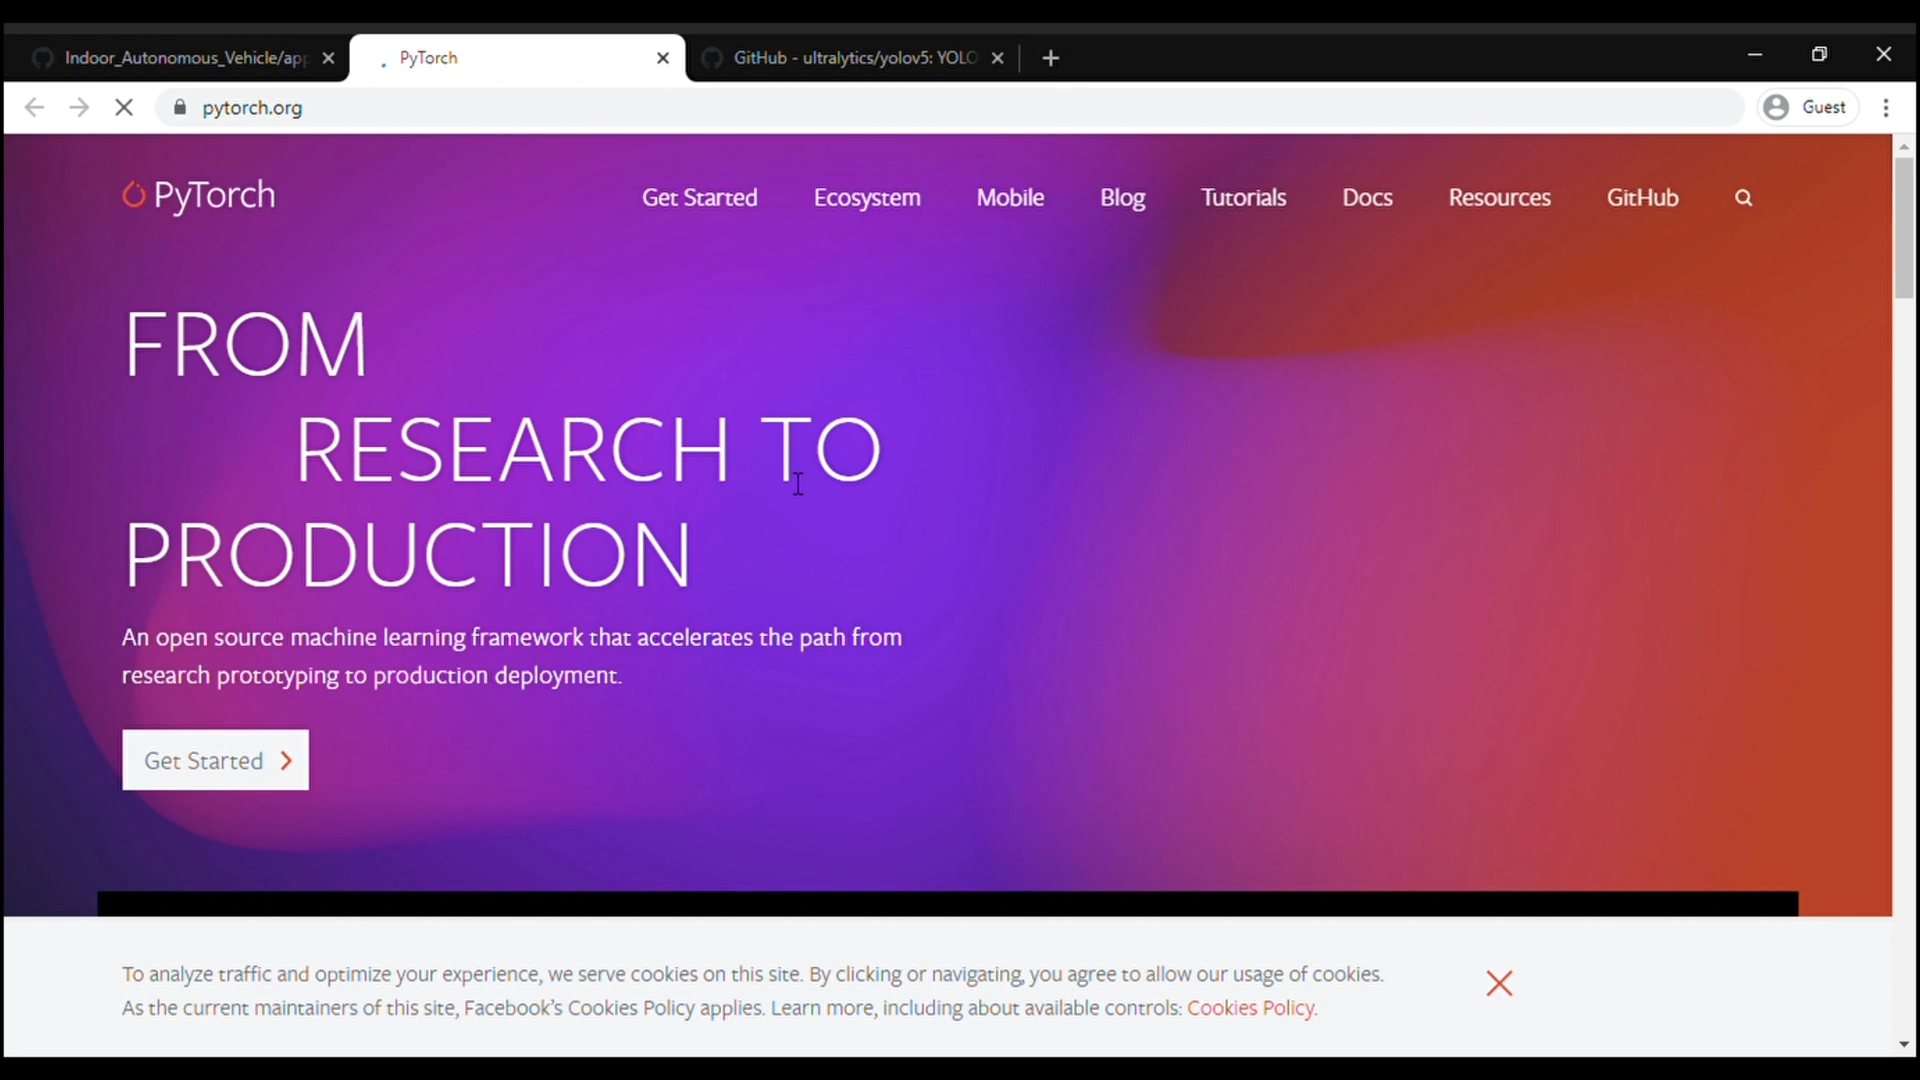 Indoor_Autonomous_Vehicle/app
PyTorch
GitHub - ultralytics/yolov5: YOLO
pytorch.org
Guest
PyTorch
Get Started
Ecosystem
Mobile
Blog
Tutorials
Docs
Resources
GitHub
FROM
RESEARCH TO
PRODUCTION
An open source machine learning framework that accelerates the path from
research prototyping to production deployment.
Get Started
To analyze traffic and optimize your experience, we serve cookies on this site. By clicking or navigating, you agree to allow our usage of cookies.
As the current maintainers of this site, Facebook’s Cookies Policy applies. Learn more, including about available controls: Cookies Policy.